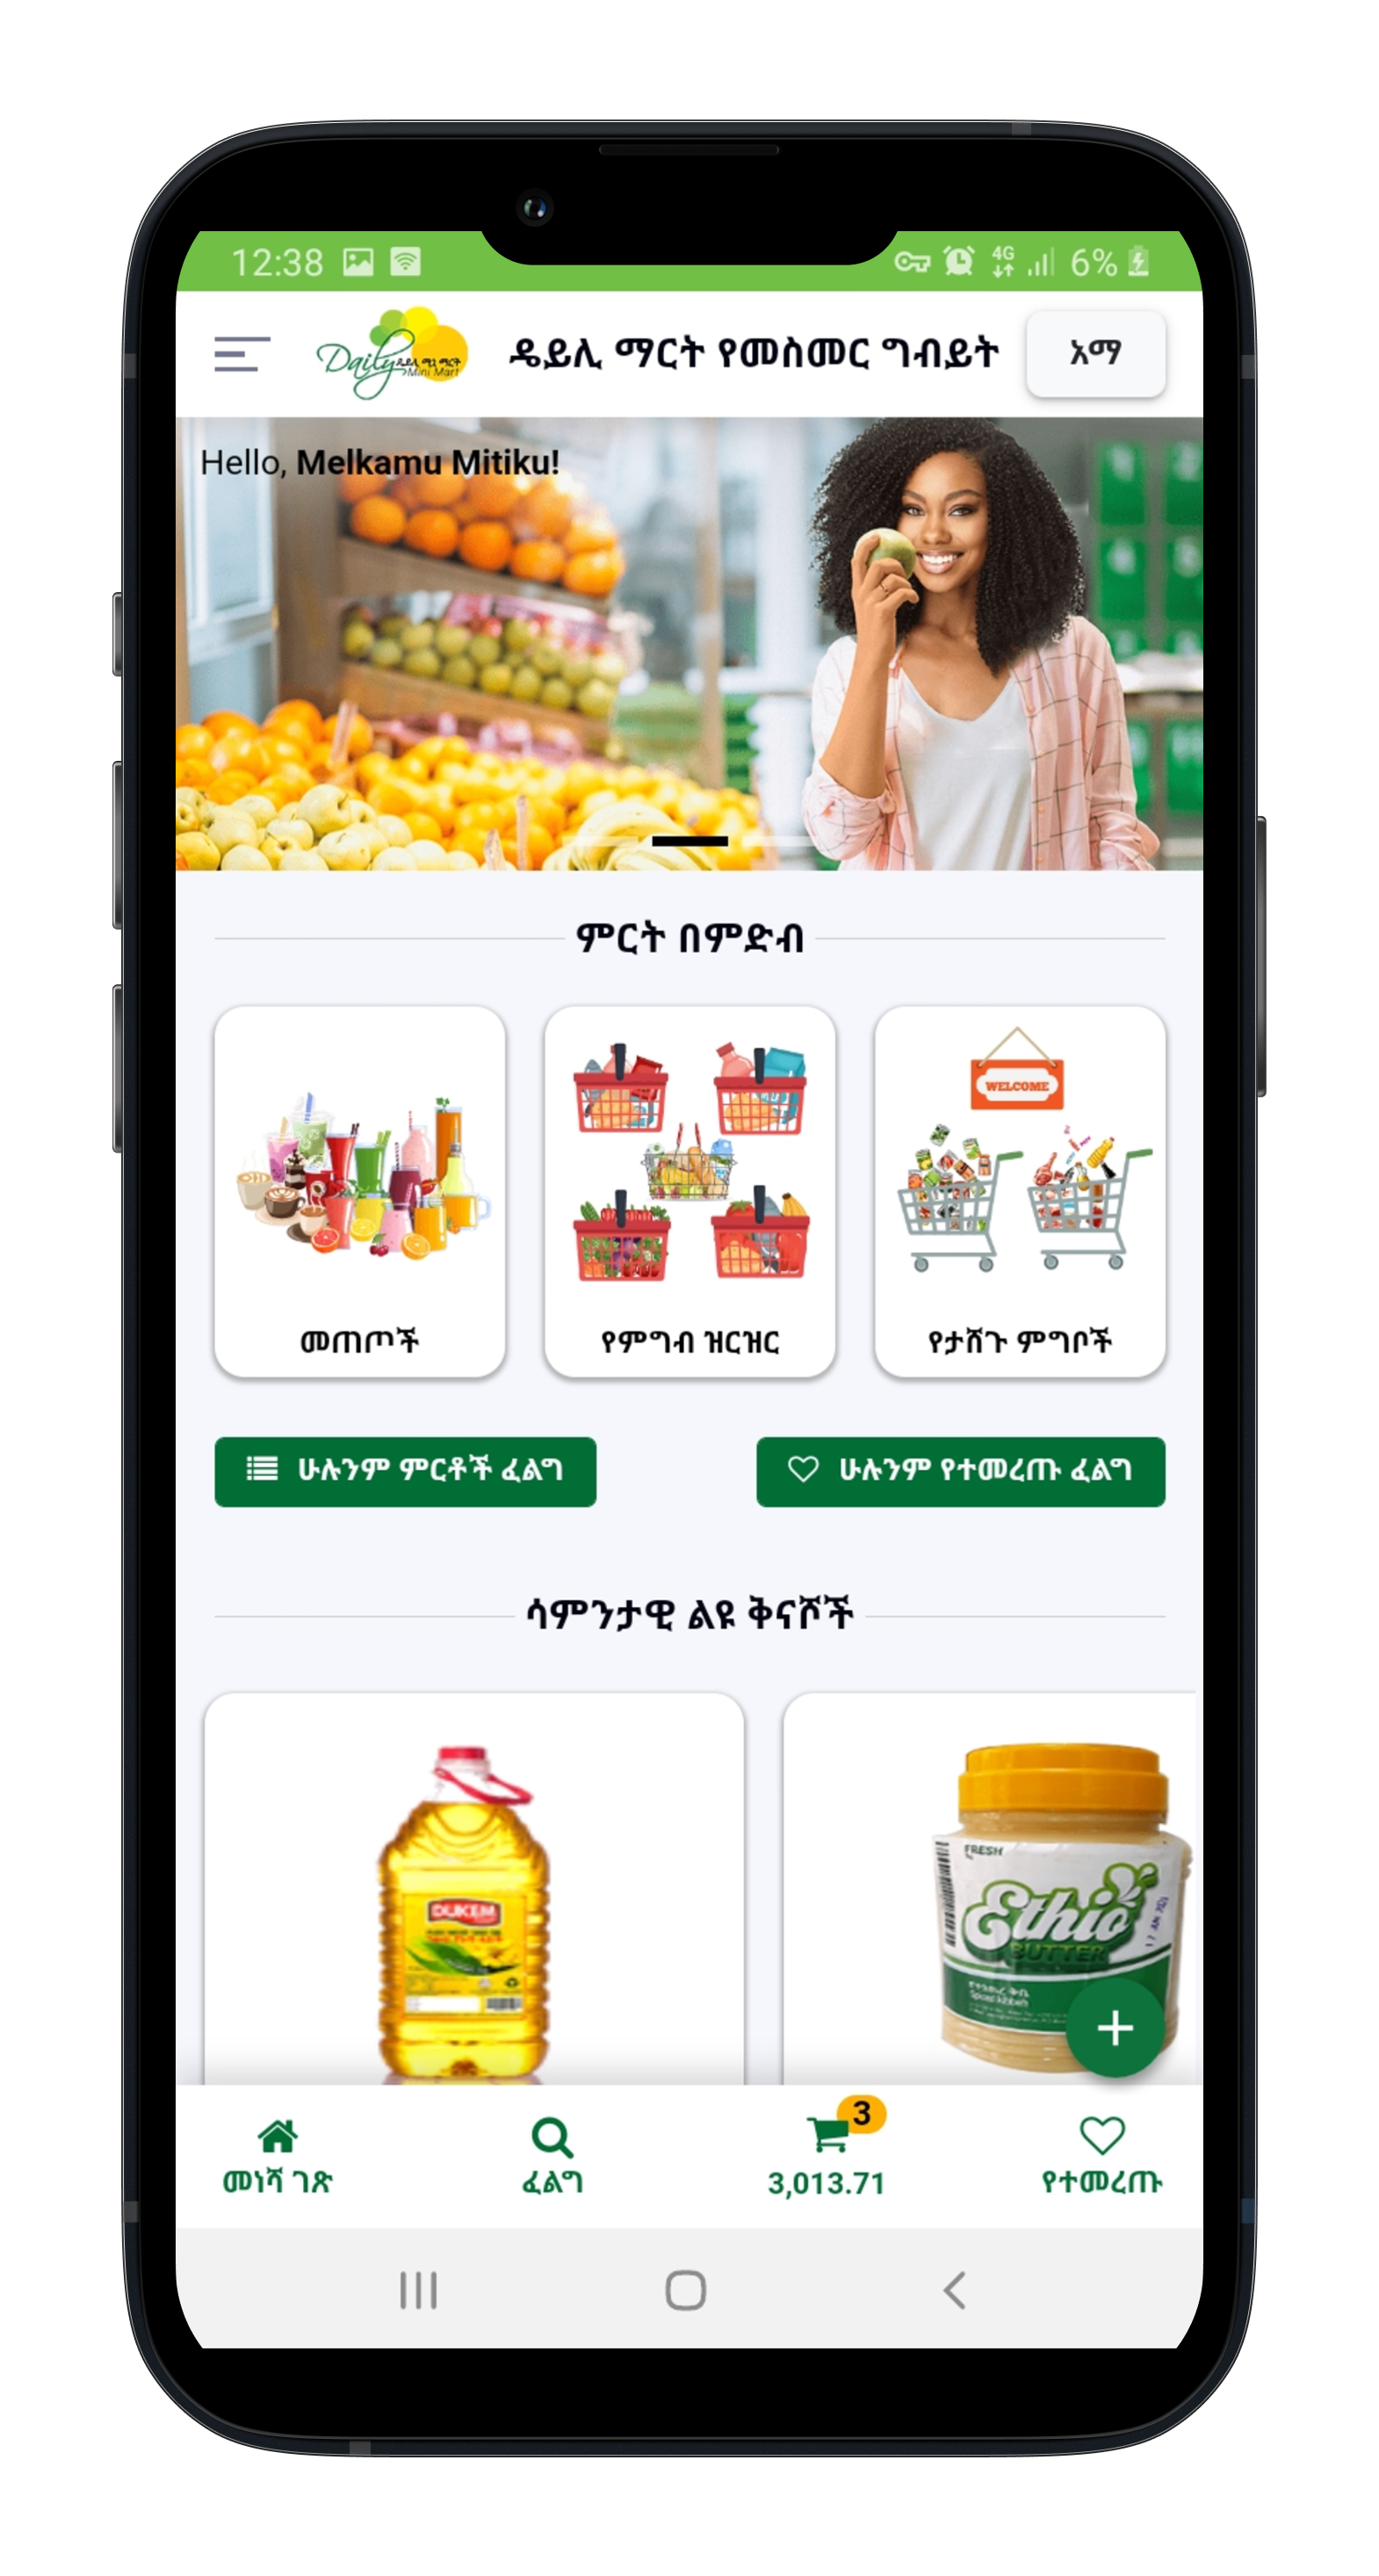 12:38
4G
6%
Daily ዴይሊ ሚኒ ማርት
Mini Mart
ዴይሊ ማርት የመስመር ግብይት
አማ
Hello, Melkamu Mitiku!
ምርት በምድብ
WELCOME
መጠጦች
የምግብ ዝርዝር
የታሸጉ ምግቦች
ሁሉንም ምርቶች ፈልግ
ሁሉንም የተመረጡ ፈልግ
ሳምንታዊ ልዩ ቅናሾች
DUKEM
FRESH
Ethio
BUTTER
3
መነሻ ገጽ
ፈልግ
3,013.71
የተመረጡ